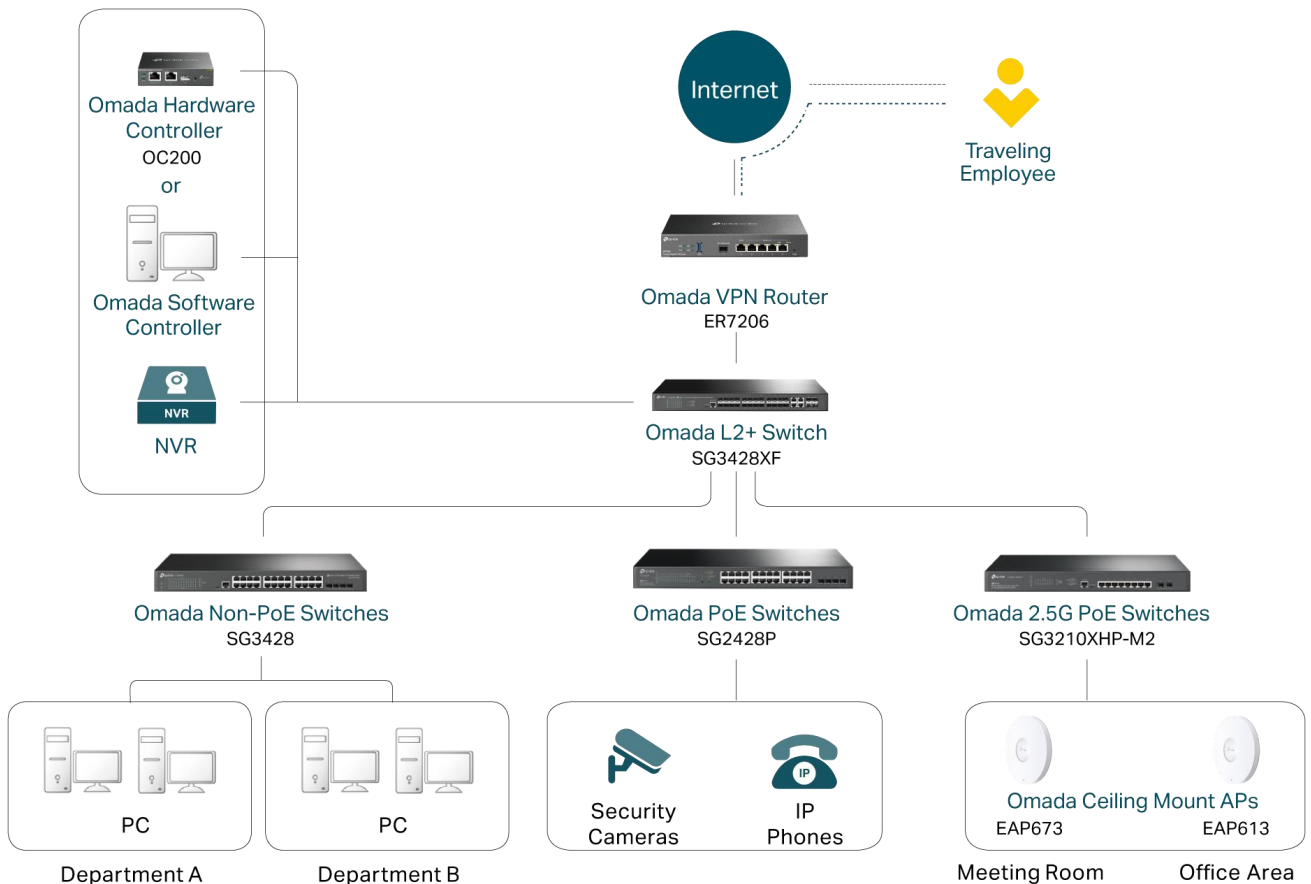 Omada Hardware
Controller
OC200
or
Omada Software
Controller
NVR
NVR
Internet
Traveling
Employee
Omada VPN Router
ER7206
Omada L2+ Switch
SG3428XF
Omada Non-PoE Switches
SG3428
Omada PoE Switches
SG2428P
Omada 2.5G PoE Switches
SG3210XHP-M2
PC
Department A
PC
Department B
Security
Cameras
IP
IP
Phones
Omada Ceiling Mount APs
EAP673
EAP613
Meeting Room
Office Area